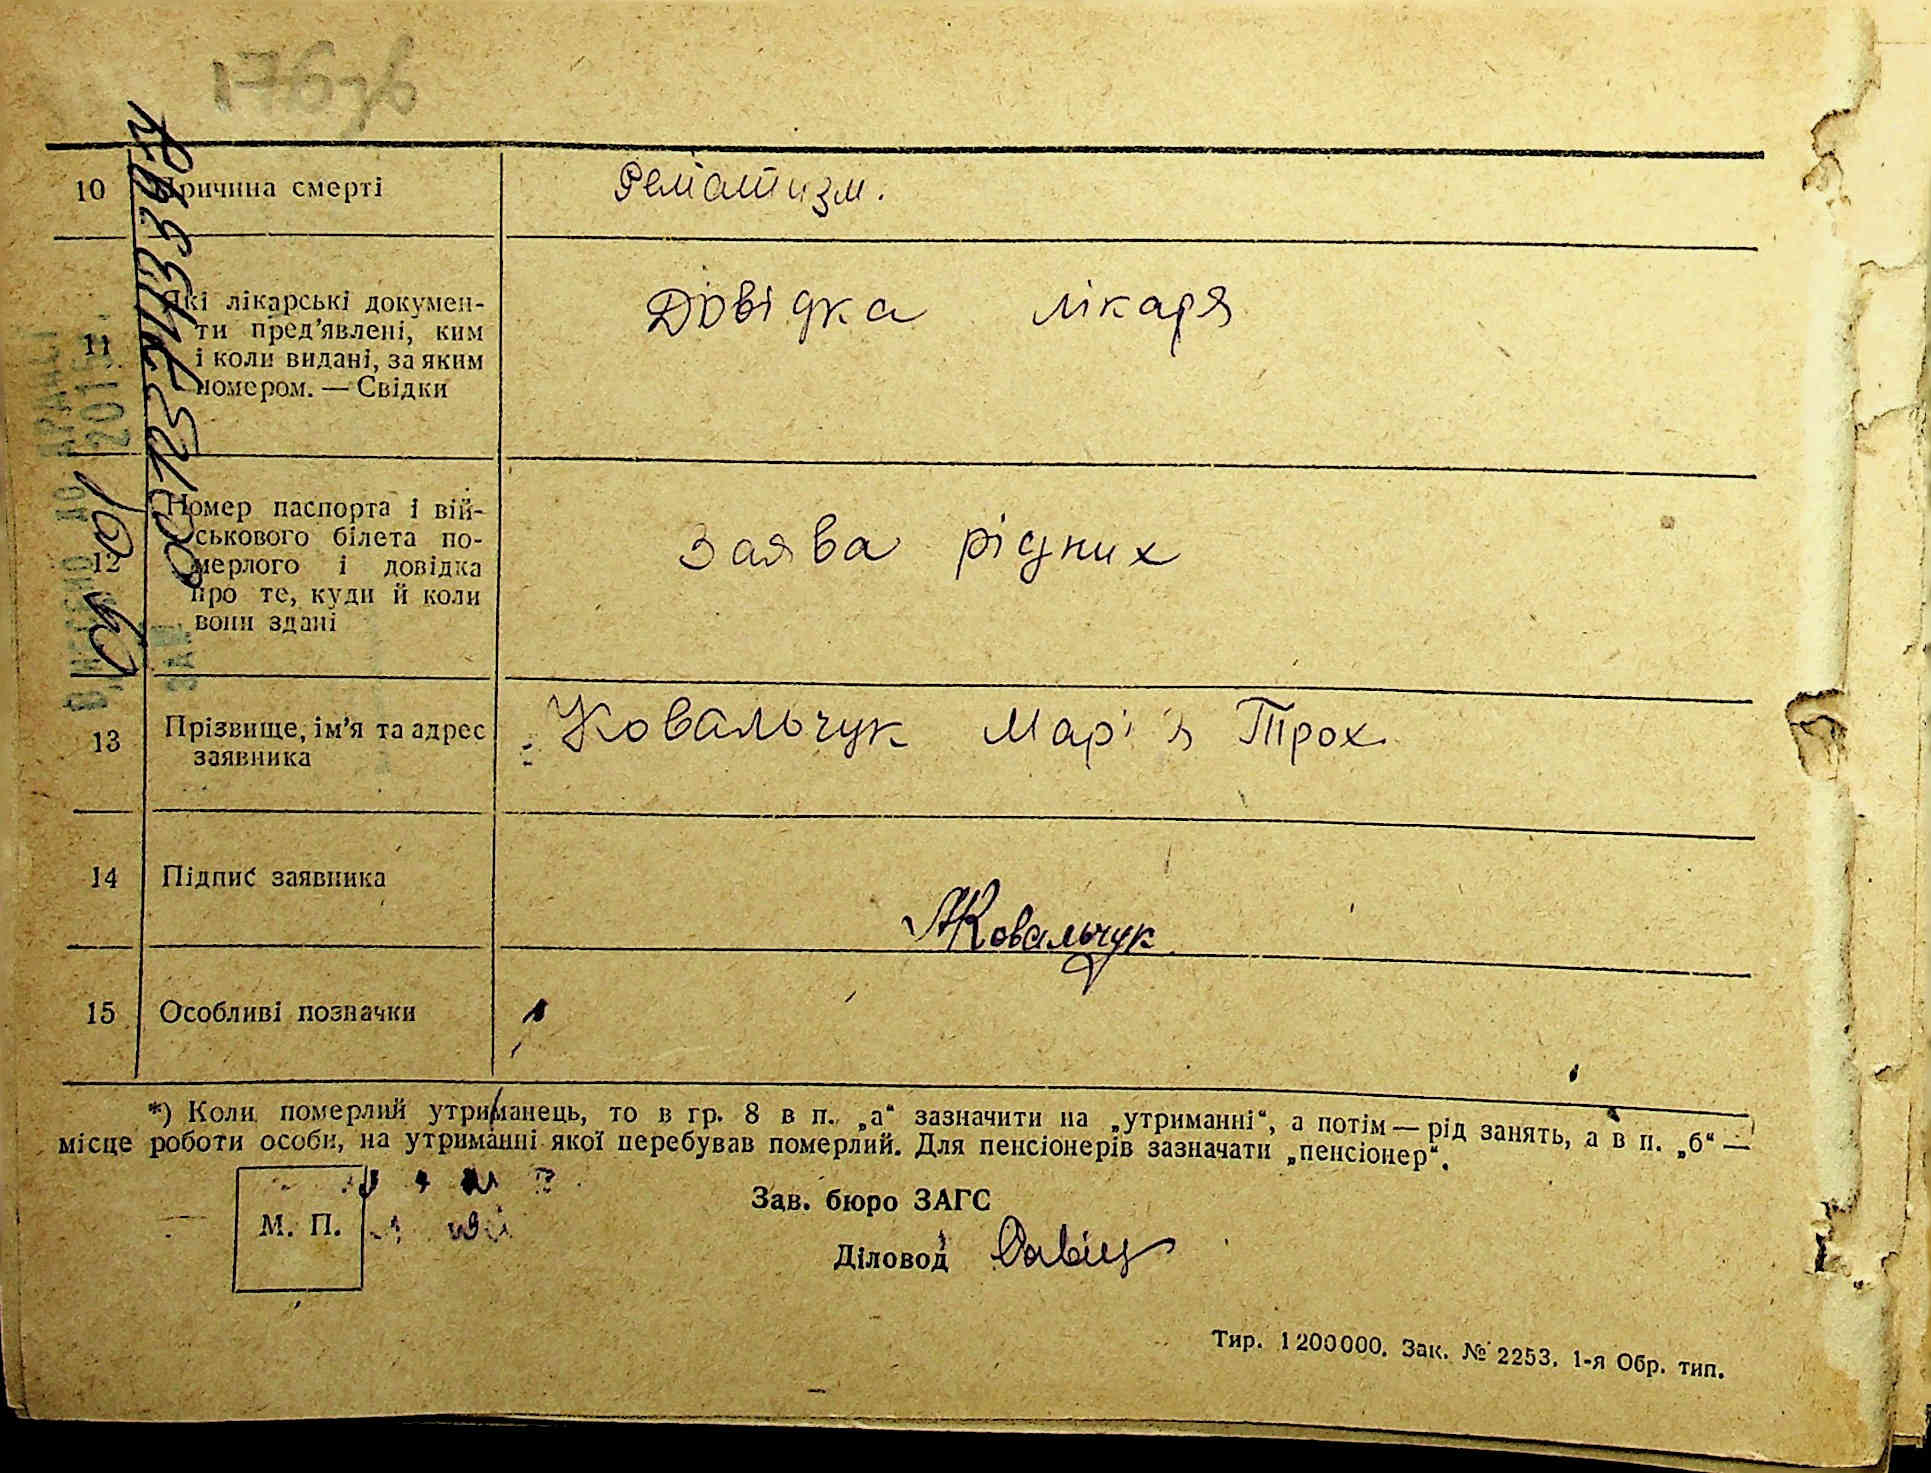 176зв
10 Причина смерті Рематизм.
11 Які лікарські докумен-
ти пред'явлені, ким
і коли видані, за яким
номером. — Свідки
Довідка лікаря
12 Номер паспорта і вій-
ськового білета по-
мерлого і довідка
про те, куди й коли
вони здані
Заява рідних
13 Прізвище, ім'я та адрес
заявника
Ковальчук Мар'я Трох.
14 Підпис заявника
Ковальчук
15 Особливі позначки
*) Коли померлий утриманець, то в гр. 8 в п. „а“ зазначити на „утриманні“, а потім — рід занять, а в п. „б“ —
місце роботи особи, на утриманні якої перебував померлий. Для пенсіонерів зазначати „пенсіонер“.
М. П.
Зав. бюро ЗАГС
Діловод
Тир. 1200000. Зак. № 2253. 1-я Обр. тип.